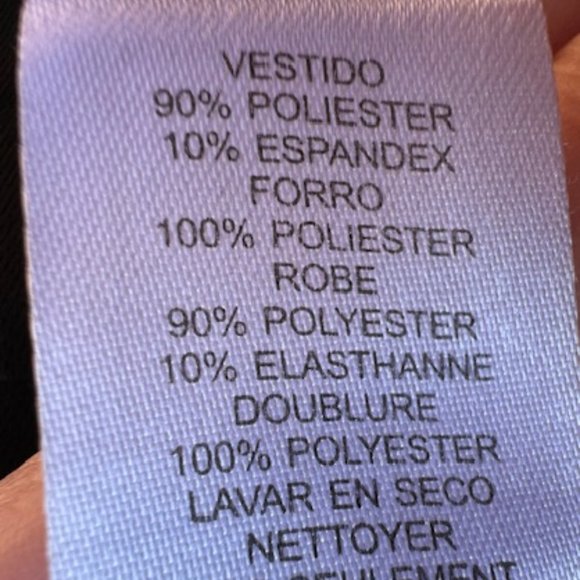 VESTIDO
90% POLIESTER
10% ESPANDEX
FORRO
100% POLIESTER
ROBE
90% POLYESTER
10% ELASTHANNE
DOUBLURE
100% POLYESTER
LAVAR EN SECO
NETTOYER
SEULEMENT